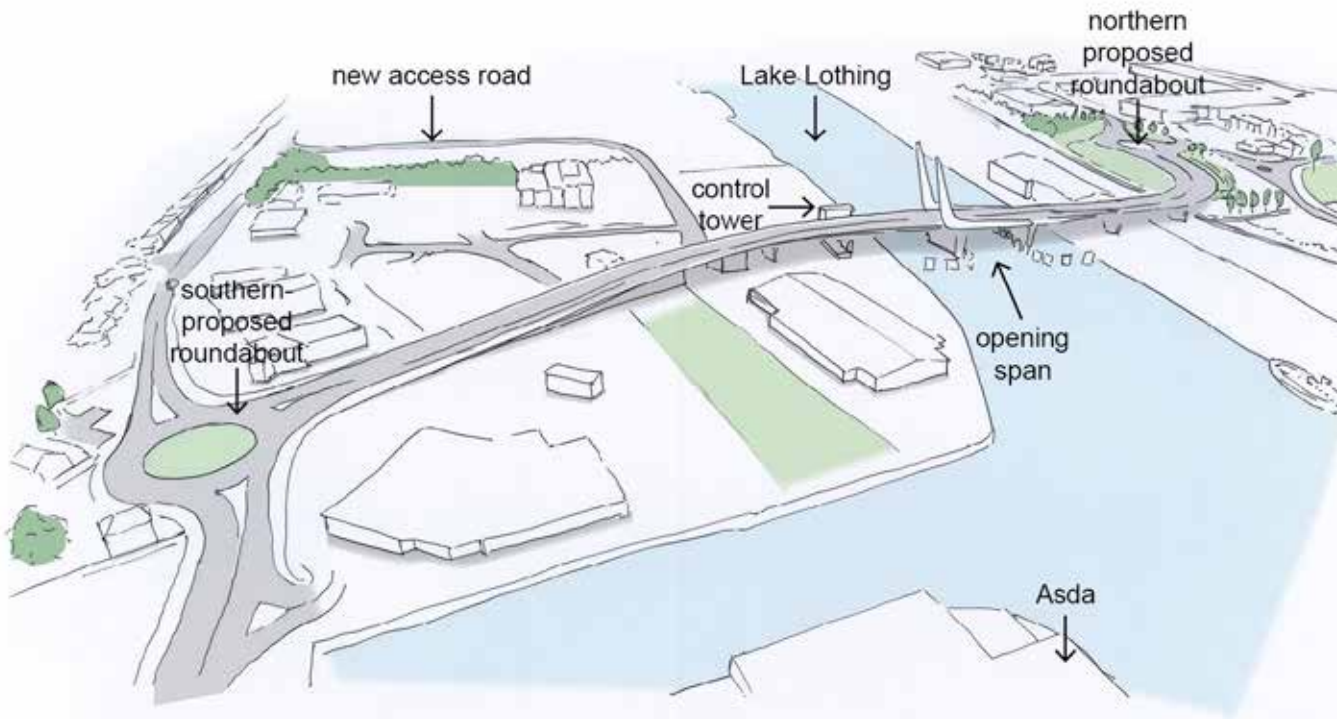 northern
proposed
roundabout
new access road
Lake Lothing
control
tower
southern-
proposed
roundabout
opening
span
Asda